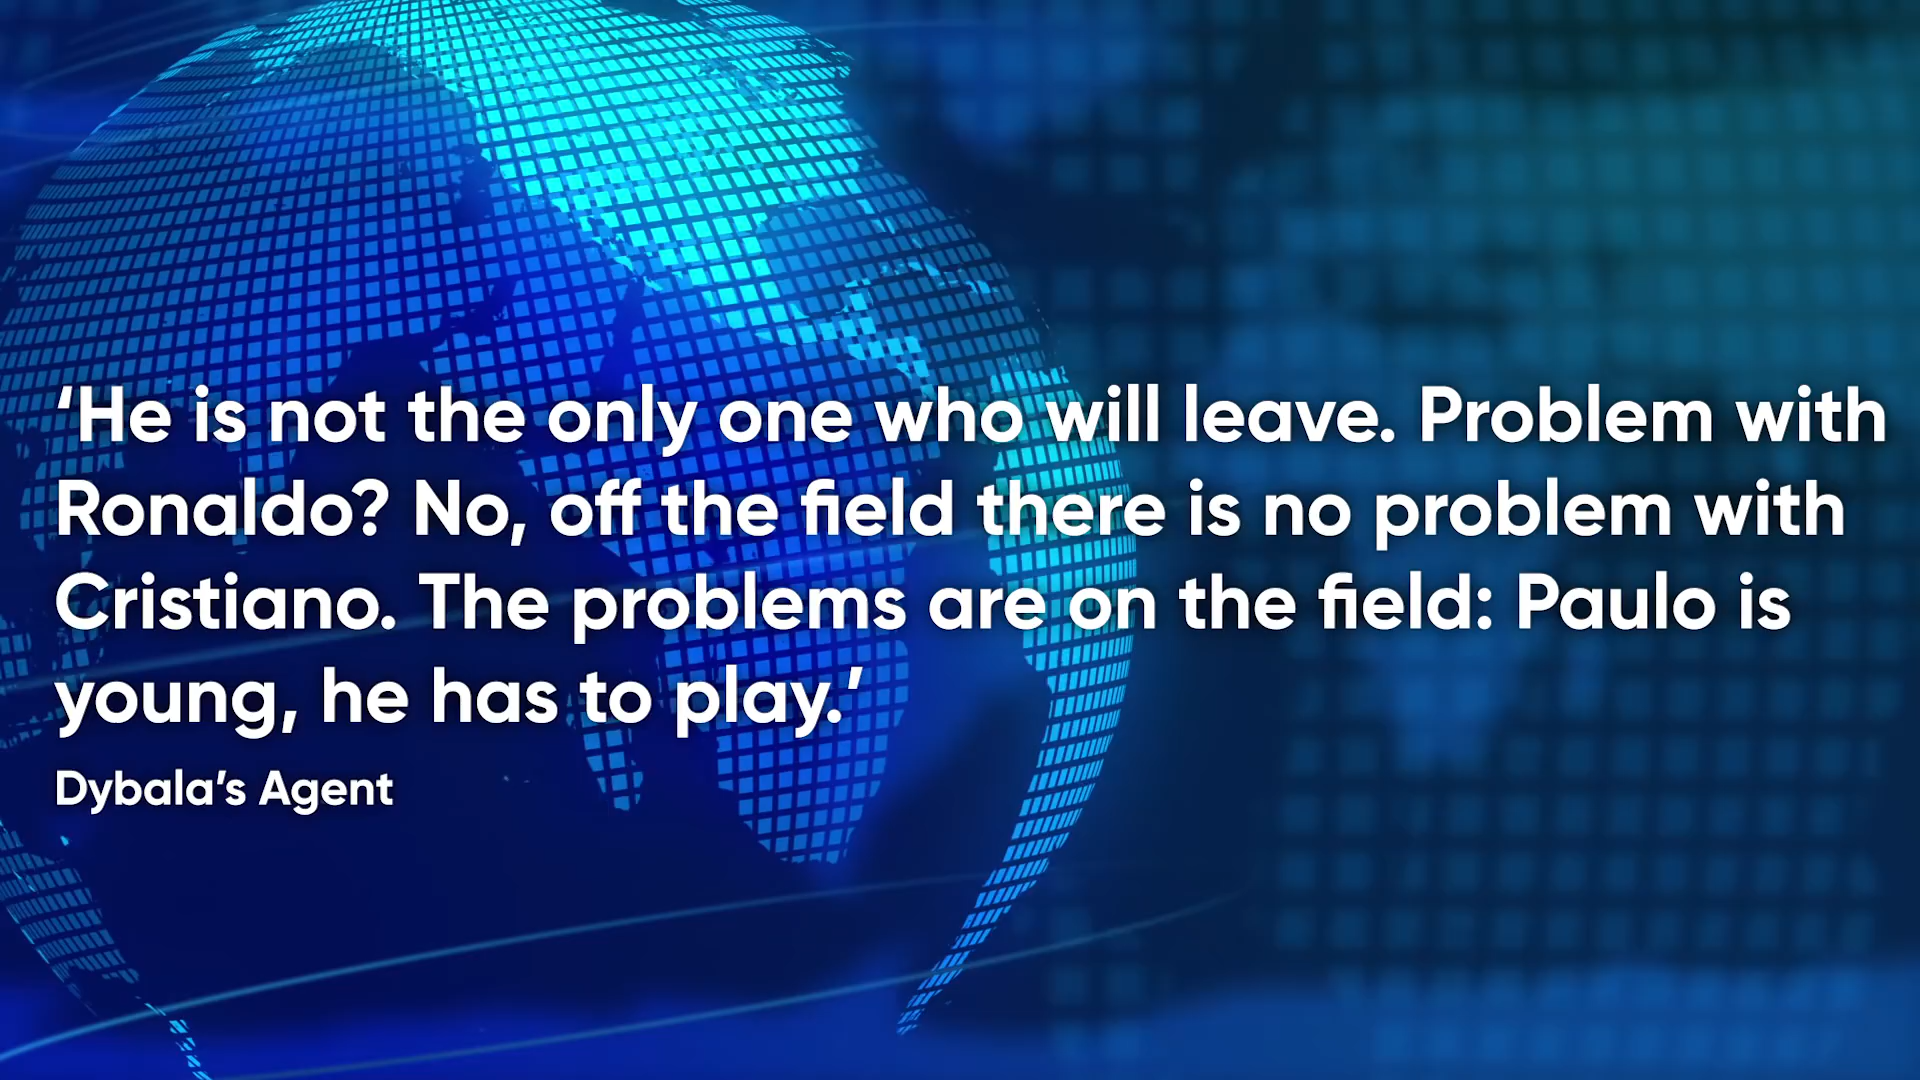 ‘He is not the only one who will leave. Problem with
Ronaldo? No, off the field there is no problem with
Cristiano. The problems are on the field: Paulo is
young, he has to play.’
Dybala’s Agent